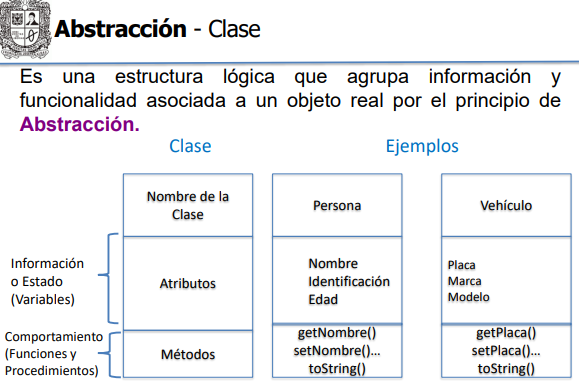 Abstracción - Clase
Es una estructura lógica que agrupa información y
funcionalidad asociada a un objeto real por el principio de
Abstracción.
Clase
Ejemplos
Nombre de la
Clase
Persona
Vehículo
Información
o Estado
(Variables)
Atributos
Nombre
Identificación
Edad
Placa
Marca
Modelo
Comportamiento
(Funciones y
Procedimientos)
Métodos
getNombre()
setNombre()...
toString()
getPlaca()
setPlaca()...
toString()